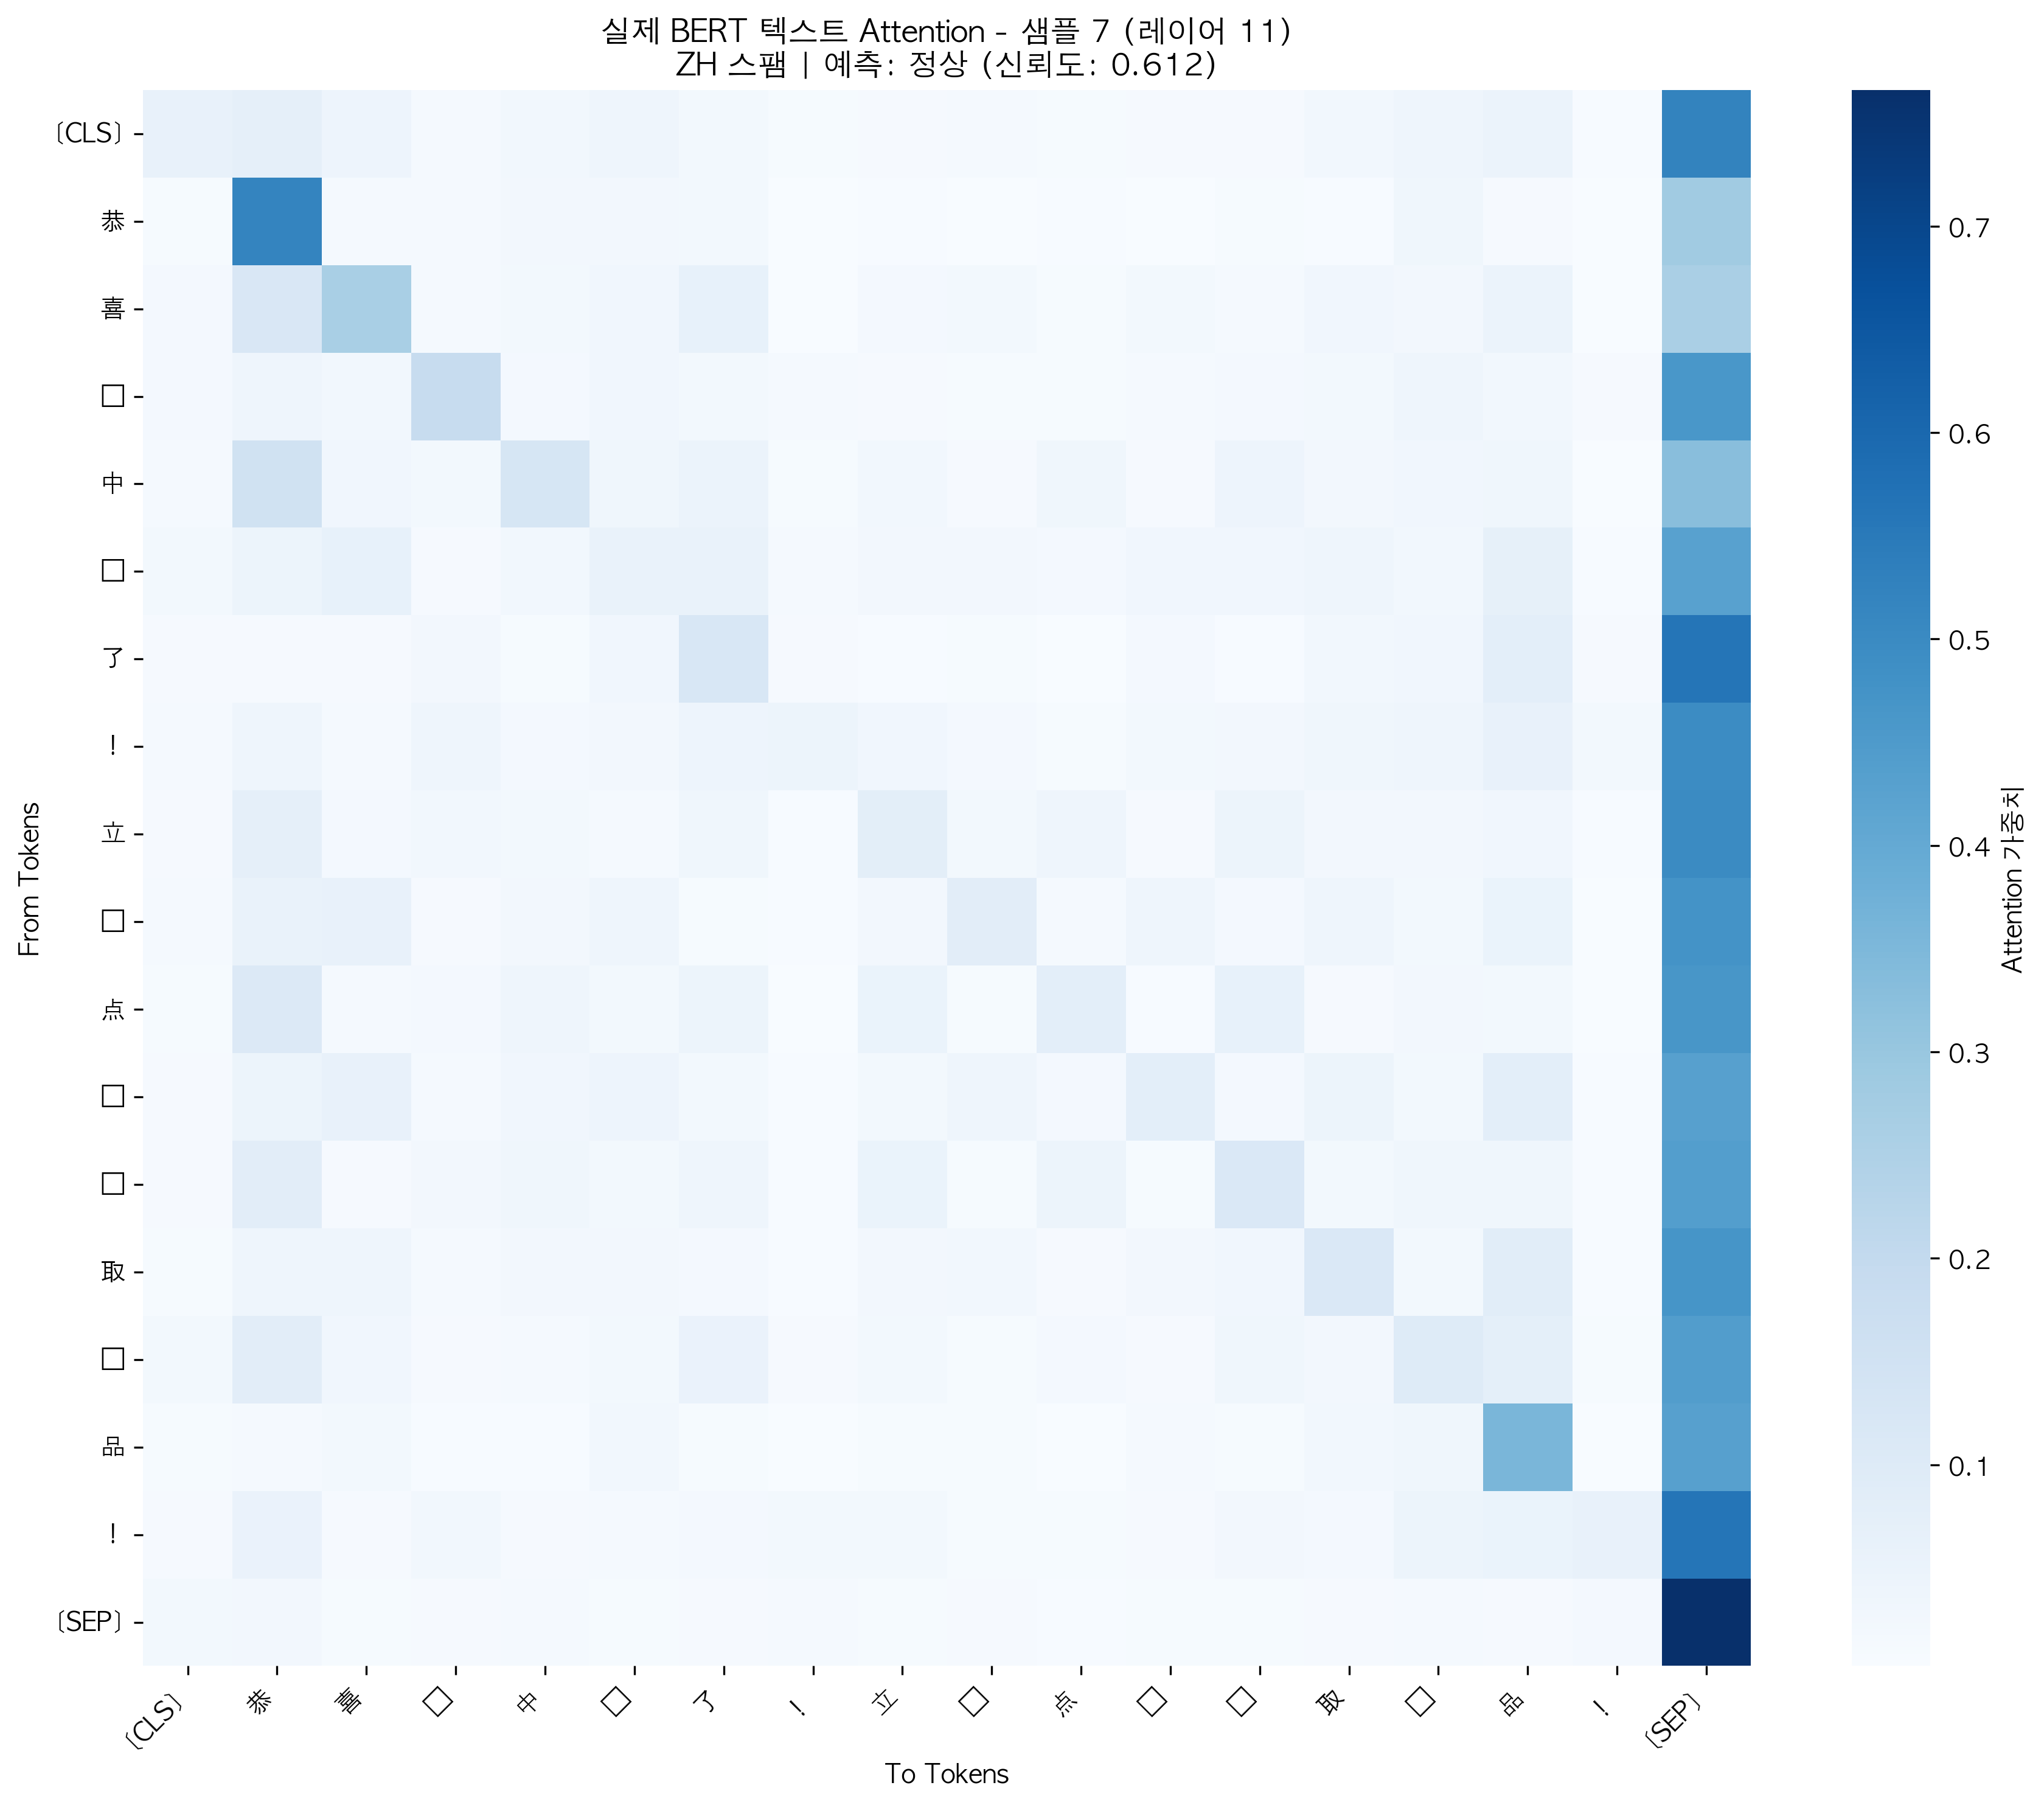 실제 BERT 텍스트 Attention - 샘플 7 (레이어 11)
ZH 스팸 | 예측: 정상 (신뢰도: 0.612)
From Tokens
[CLS]
恭
喜
□
中
□
了
!
立
□
点
□
□
取
□
品
!
[SEP]
[CLS] 恭 喜 □ 中 □ 了 ! 立 □ 点 □ □ 取 □ 品 ! [SEP]
To Tokens
0.7
0.6
0.5
0.4
0.3
0.2
0.1
Attention 가중치